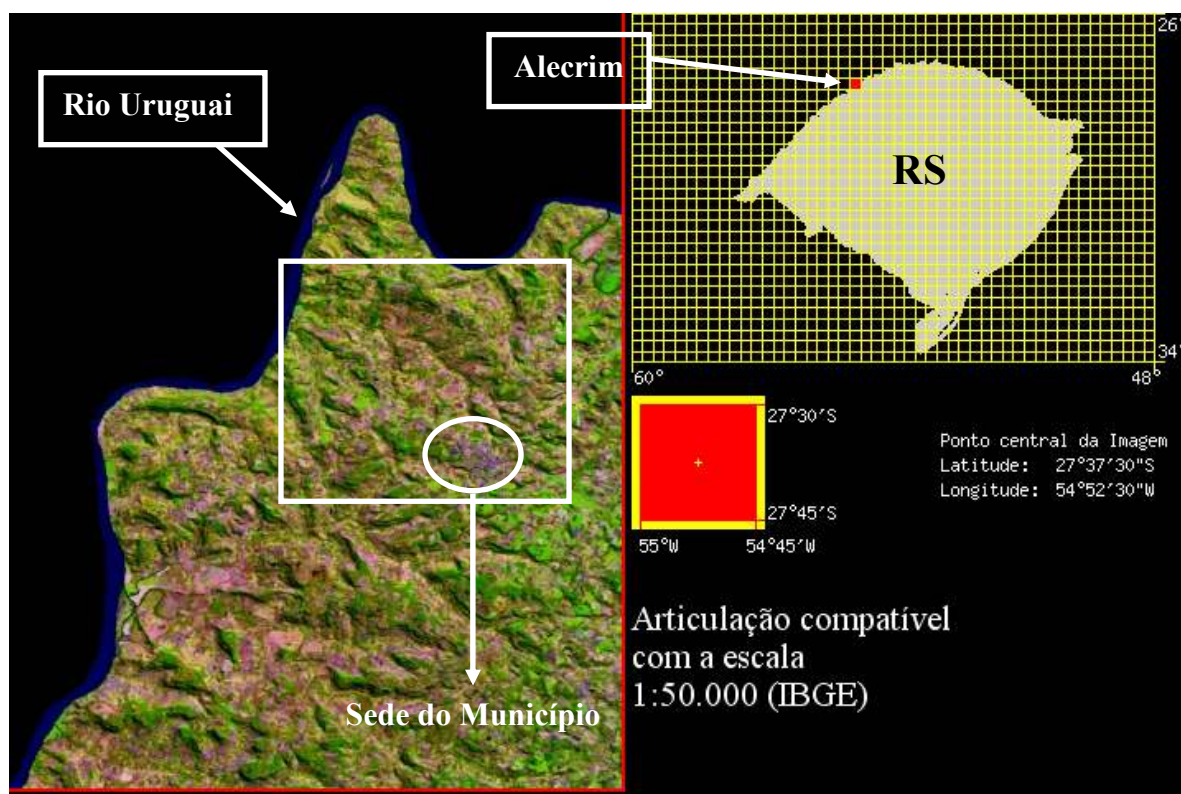 Rio Uruguai
Sede do Município
Alecrim
RS
26°
34°
60°
48°
27°30'S
27°45'S
55°W
54°45'W
Ponto central da Imagem
Latitude: 27°37'30"S
Longitude: 54°52'30"W
Articulação compatível
com a escala
1:50.000 (IBGE)